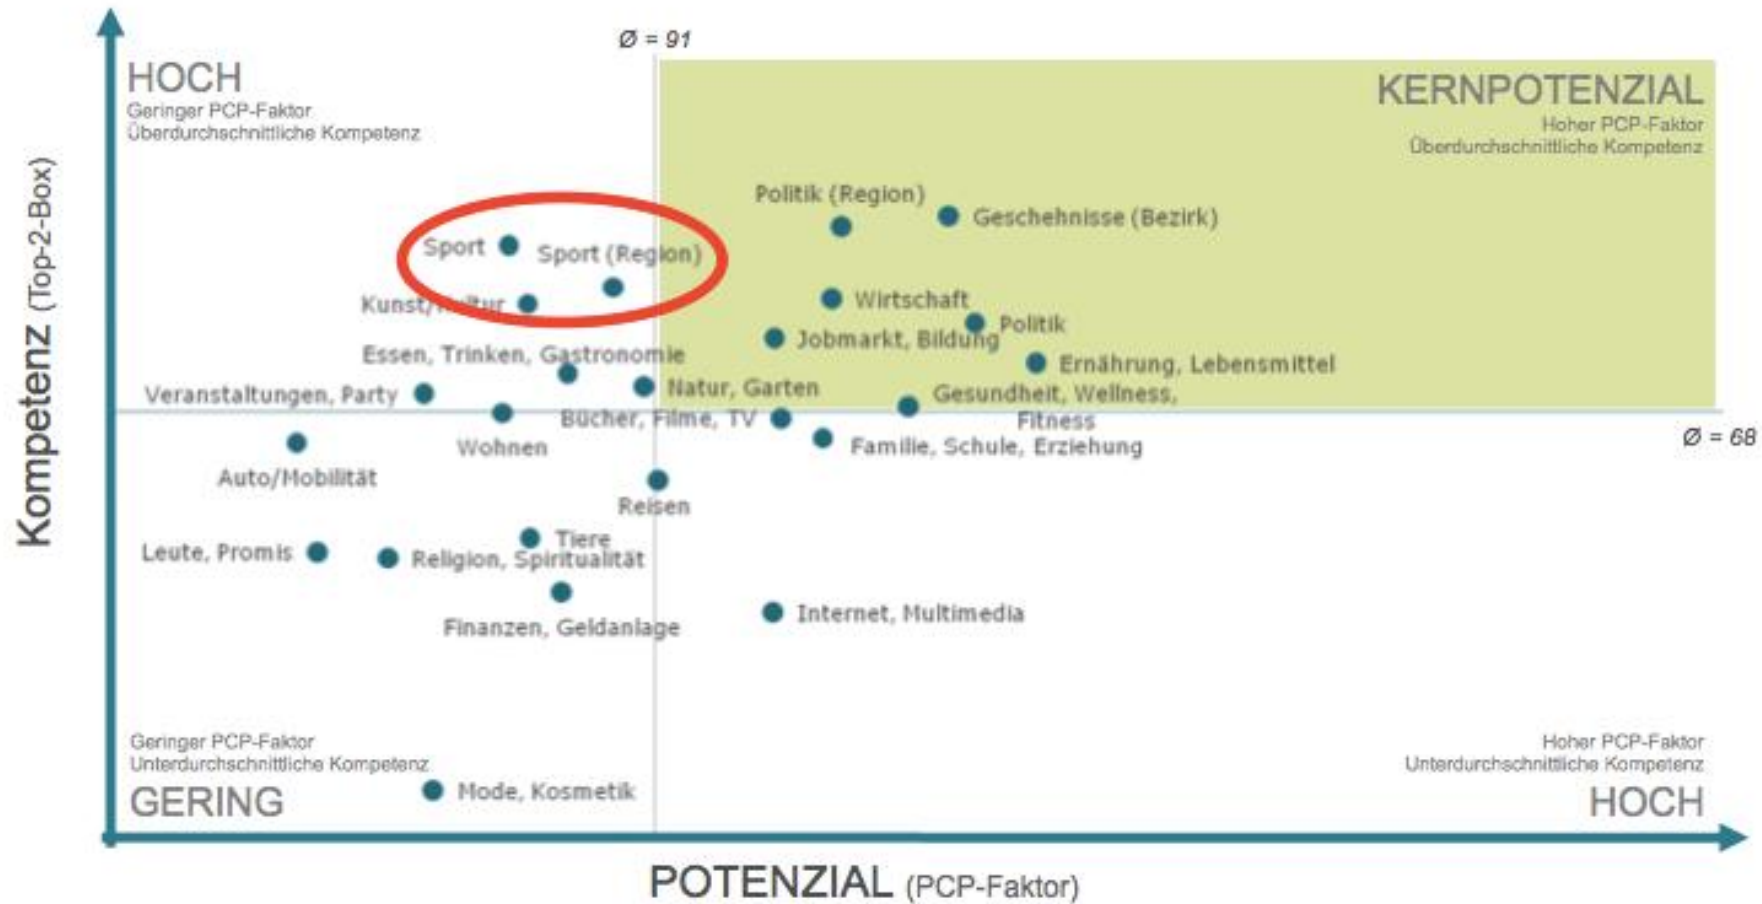 Ø = 91
HOCH
Geringer PCP-Faktor
Überdurchschnittliche Kompetenz
KERNPOTENZIAL
Hoher PCP-Faktor
Überdurchschnittliche Kompetenz
Kompetenz (Top-2-Box)
Politik (Region)
Geschehnisse (Bezirk)
Sport
Sport (Region)
Kunst/Kultur
Wirtschaft
Politik
Jobmarkt, Bildung
Essen, Trinken, Gastronomie
Ernährung, Lebensmittel
Veranstaltungen, Party
Natur, Garten
Gesundheit, Wellness,
Fitness
Bücher, Filme, TV
Wohnen
Familie, Schule, Erziehung
Ø = 68
Auto/Mobilität
Reisen
Leute, Promis
Tiere
Religion, Spiritualität
Finanzen, Geldanlage
Internet, Multimedia
Geringer PCP-Faktor
Unterdurchschnittliche Kompetenz
GERING
Mode, Kosmetik
Hoher PCP-Faktor
Unterdurchschnittliche Kompetenz
HOCH
POTENZIAL (PCP-Faktor)